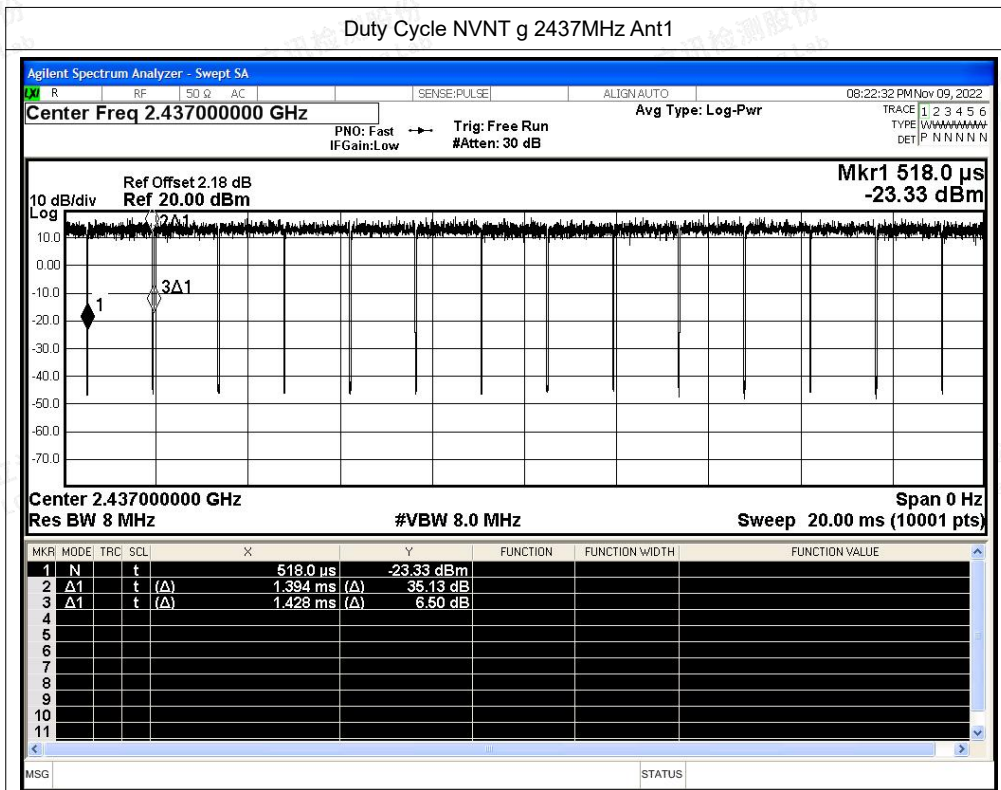 Duty Cycle NVNT g 2437MHz Ant1
Agilent Spectrum Analyzer - Swept SA
LXI R RF 50 Ω AC SENSE:PULSE ALIGN AUTO 08:22:32 PM Nov 09, 2022
Center Freq 2.437000000 GHz Avg Type: Log-Pwr TRACE 1 2 3 4 5 6
PNO: Fast Trig: Free Run TYPE WWWWWW
IFGain:Low #Atten: 30 dB DET P N N N N N
Mkr1 518.0 µs
Ref Offset 2.18 dB
10 dB/div Ref 20.00 dBm -23.33 dBm
Log
2Δ1
10.0
0.00
3Δ1
-10.0
1
-20.0
-30.0
-40.0
-50.0
-60.0
-70.0
Center 2.437000000 GHz Span 0 Hz
Res BW 8 MHz #VBW 8.0 MHz Sweep 20.00 ms (10001 pts)
MKR MODE TRC SCL X Y FUNCTION FUNCTION WIDTH FUNCTION VALUE
1 N t 518.0 µs -23.33 dBm
2 Δ1 t (Δ) 1.394 ms (Δ) 35.13 dB
3 Δ1 t (Δ) 1.428 ms (Δ) 6.50 dB
4
5
6
7
8
9
10
11
MSG STATUS